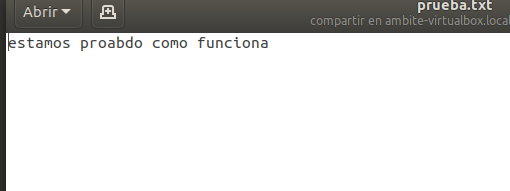 Abrir
prueba.txt
compartir en ambite-virtualbox.local
estamos proabdo como funciona